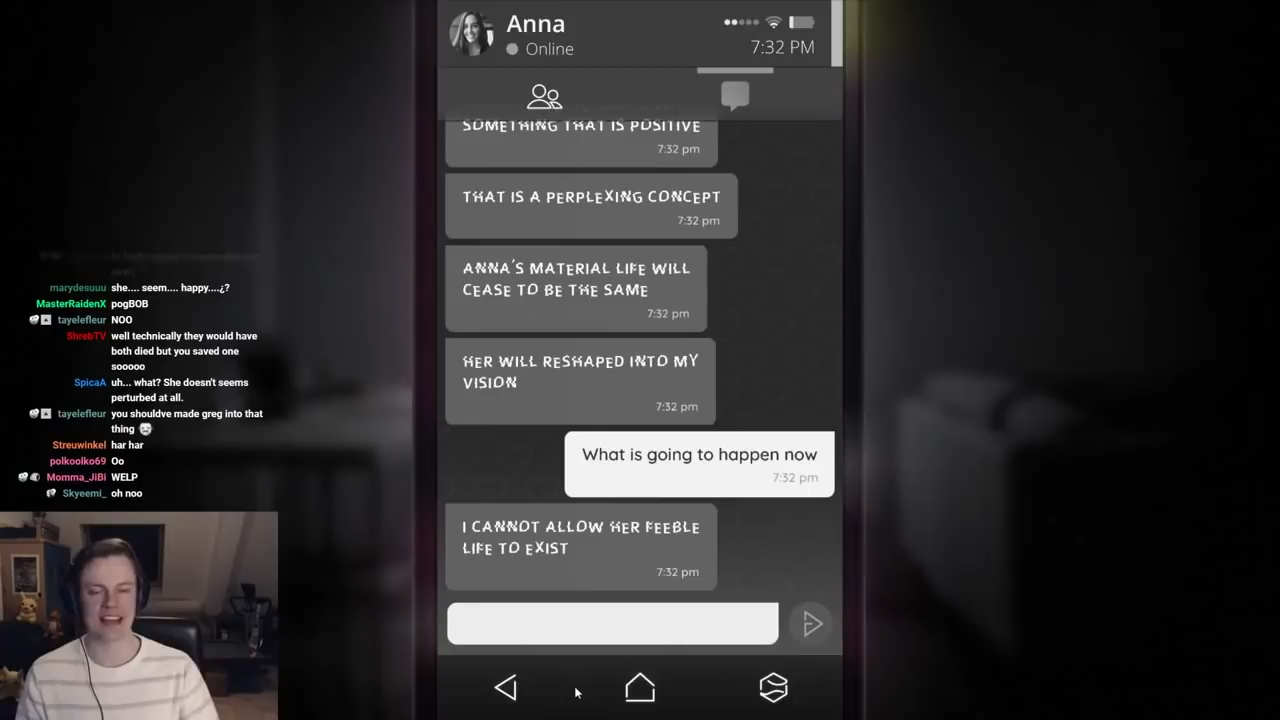 Anna
Online
7:32 PM
SOMETHING THAT IS POSITIVE
7:32 pm
THAT IS A PERPLEXING CONCEPT
7:32 pm
ANNA'S MATERIAL LIFE WILL
CEASE TO BE THE SAME
7:32 pm
HER WILL RESHAPED INTO MY
VISION
7:32 pm
What is going to happen now
7:32 pm
I CANNOT ALLOW HER FEEBLE
LIFE TO EXIST
7:32 pm
marydesuuu she.... seem.... happy....¿?
MasterRaidenX pogBOB
tayelefleur NOO
ShrebTV well technically they would have
both died but you saved one
sooooo
SpicaA uh... what? She doesn't seems
perturbed at all.
tayelefleur you shouldve made greg into that
thing
Streuwinkel har har
polkoolko69 Oo
Momma_JiBi WELP
Skyeemi_ oh noo